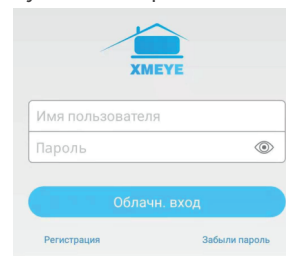 XMEYE
Имя пользователя
Пароль
Облачн. вход
Регистрация Забыли пароль